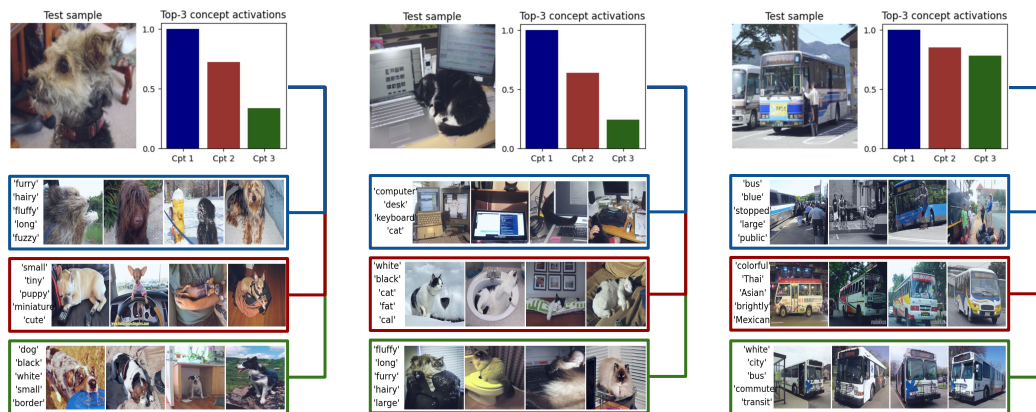 Test sample
Top-3 concept activations
1.0
0.5
0.0
Cpt 1 Cpt 2 Cpt 3
'furry'
'hairy'
'fluffy'
'long'
'fuzzy'
'small'
'tiny'
'puppy'
'miniature
'cute'
'dog'
'black'
'white'
'small'
'border'
Test sample
Top-3 concept activations
1.0
0.5
0.0
Cpt 1 Cpt 2 Cpt 3
'computer
'desk'
'keyboard
'cat'
'white'
'black'
'cat'
'fat'
'cal'
'fluffy'
'long'
'furry'
'hairy'
'large'
Test sample
Top-3 concept activations
1.0
0.5
0.0
Cpt 1 Cpt 2 Cpt 3
'bus'
'blue'
'stopped
'large'
'public'
'colorful'
'Thai'
'Asian'
'brightly'
'Mexican
'white'
'city'
'bus'
'commute
'transit'